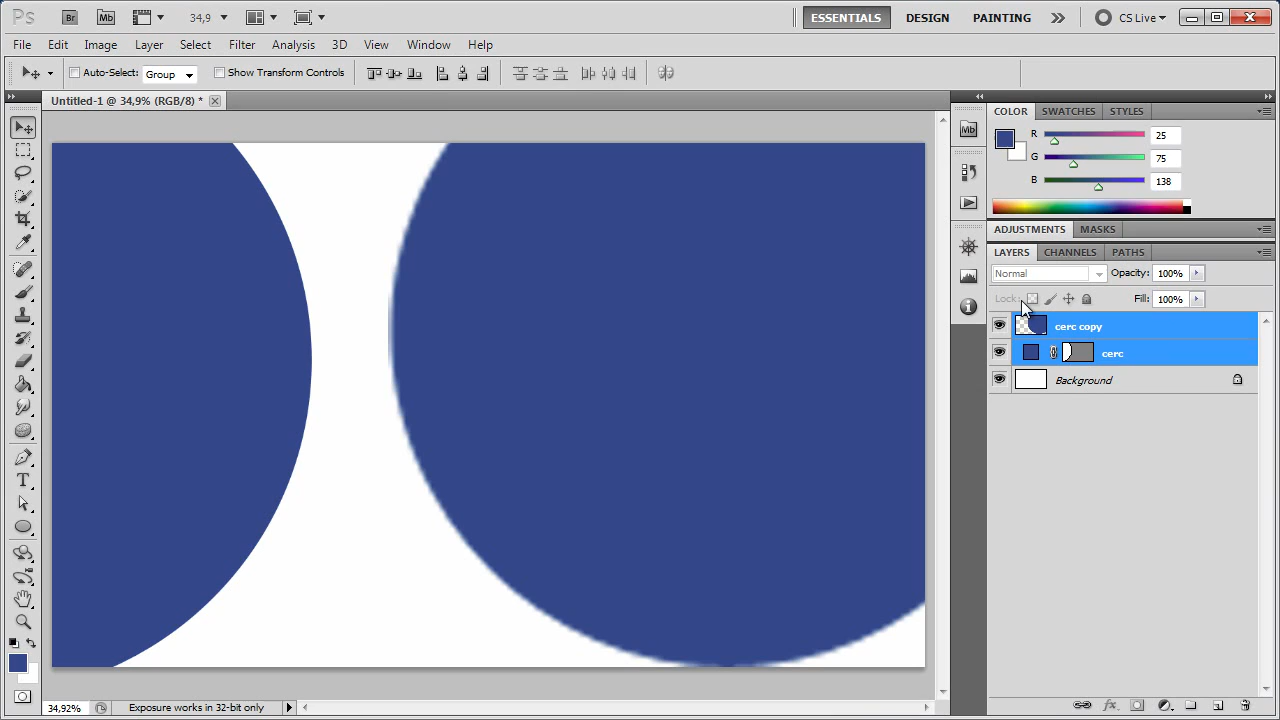 Ps Br Mb 34,9 ESSENTIALS DESIGN PAINTING CS Live
File Edit Image Layer Select Filter Analysis 3D View Window Help
Auto-Select: Group Show Transform Controls
Untitled-1 @ 34,9% (RGB/8) *
Mb
COLOR SWATCHES STYLES
R 25
G 75
B 138
ADJUSTMENTS MASKS
LAYERS CHANNELS PATHS
Normal Opacity: 100%
Lock: Fill: 100%
cerc copy
cerc
Background
T
34,92% Exposure works in 32-bit only
fx